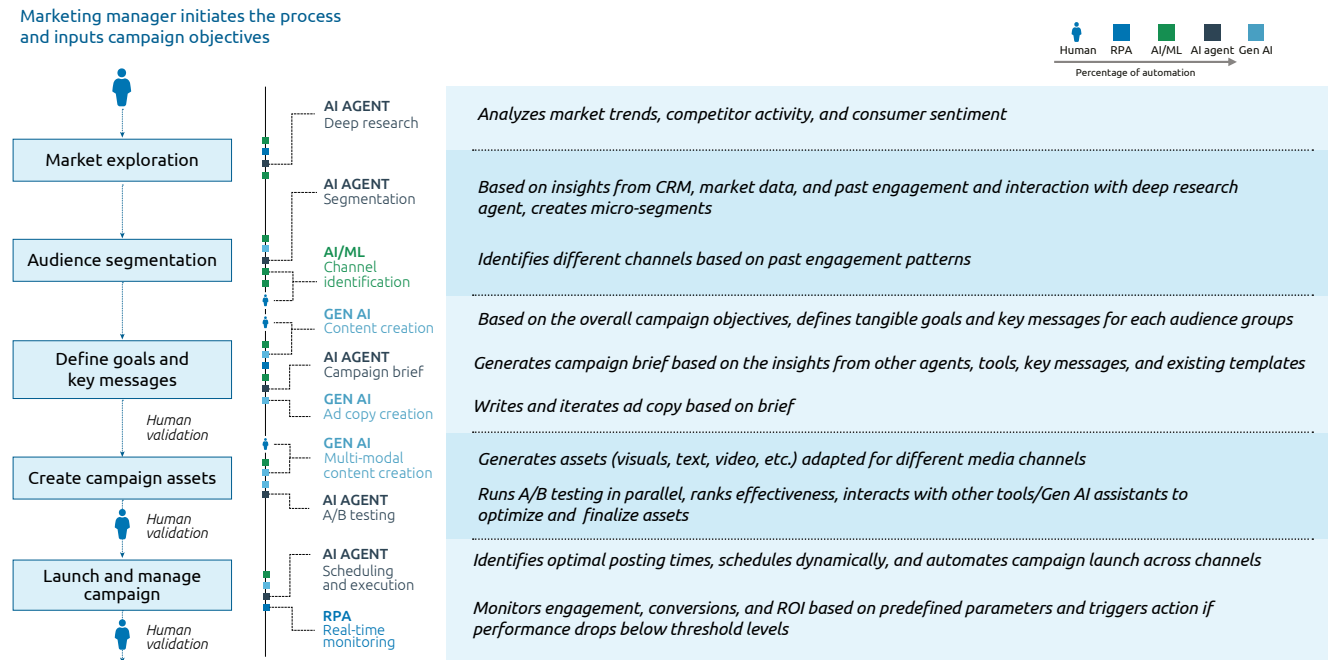 Marketing manager initiates the process
and inputs campaign objectives
Human RPA AI/ML AI agent Gen AI
Percentage of automation
Market exploration
AI AGENT
Deep research
Analyzes market trends, competitor activity, and consumer sentiment
Audience segmentation
AI AGENT
Segmentation
Based on insights from CRM, market data, and past engagement and interaction with deep research
agent, creates micro-segments
AI/ML
Channel
identification
Identifies different channels based on past engagement patterns
Define goals and
key messages
GEN AI
Content creation
Based on the overall campaign objectives, defines tangible goals and key messages for each audience groups
AI AGENT
Campaign brief
Generates campaign brief based on the insights from other agents, tools, key messages, and existing templates
GEN AI
Ad copy creation
Writes and iterates ad copy based on brief
Human
validation
Create campaign assets
GEN AI
Multi-modal
content creation
Generates assets (visuals, text, video, etc.) adapted for different media channels
AI AGENT
A/B testing
Runs A/B testing in parallel, ranks effectiveness, interacts with other tools/Gen AI assistants to
optimize and finalize assets
Human
validation
Launch and manage
campaign
AI AGENT
Scheduling
and execution
Identifies optimal posting times, schedules dynamically, and automates campaign launch across channels
RPA
Real-time
monitoring
Monitors engagement, conversions, and ROI based on predefined parameters and triggers action if
performance drops below threshold levels
Human
validation